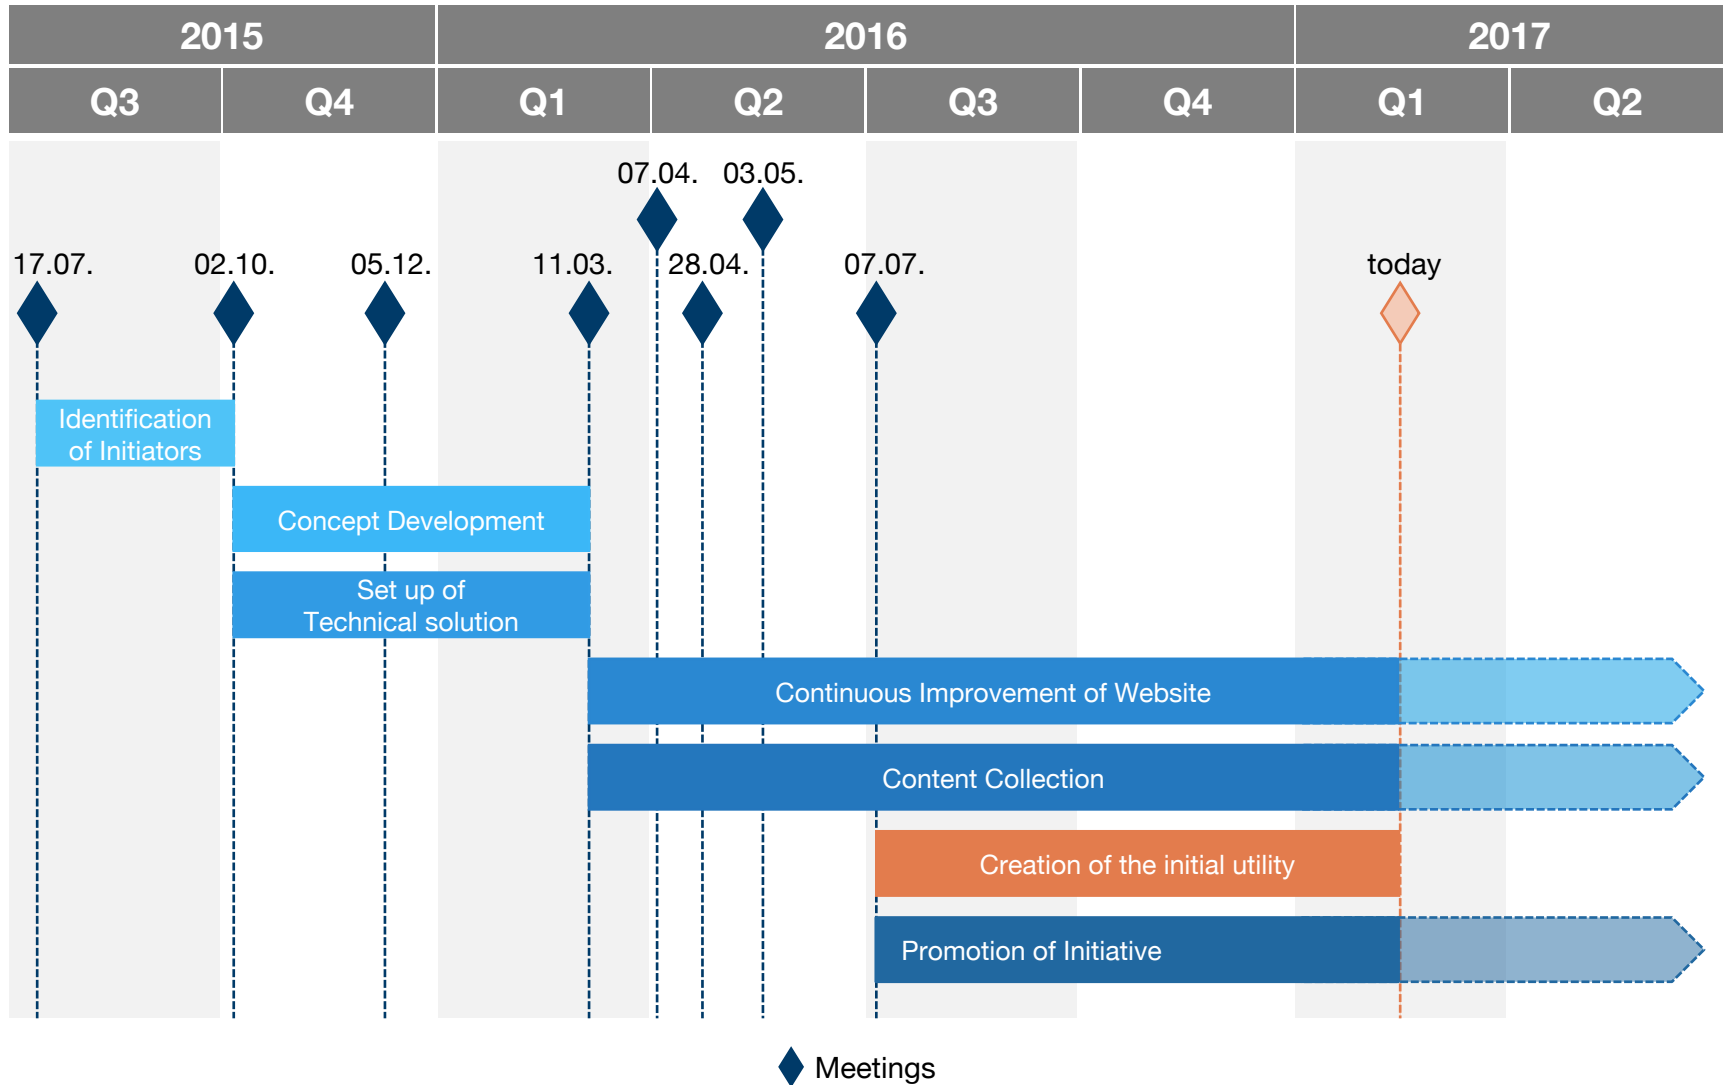 2015 2016 2017
Q3 Q4 Q1 Q2 Q3 Q4 Q1 Q2
07.04. 03.05.
17.07. 02.10. 05.12. 11.03. 28.04. 07.07. today
Identification
of Initiators
Concept Development
Set up of
Technical solution
Continuous Improvement of Website
Content Collection
Creation of the initial utility
Promotion of Initiative
Meetings